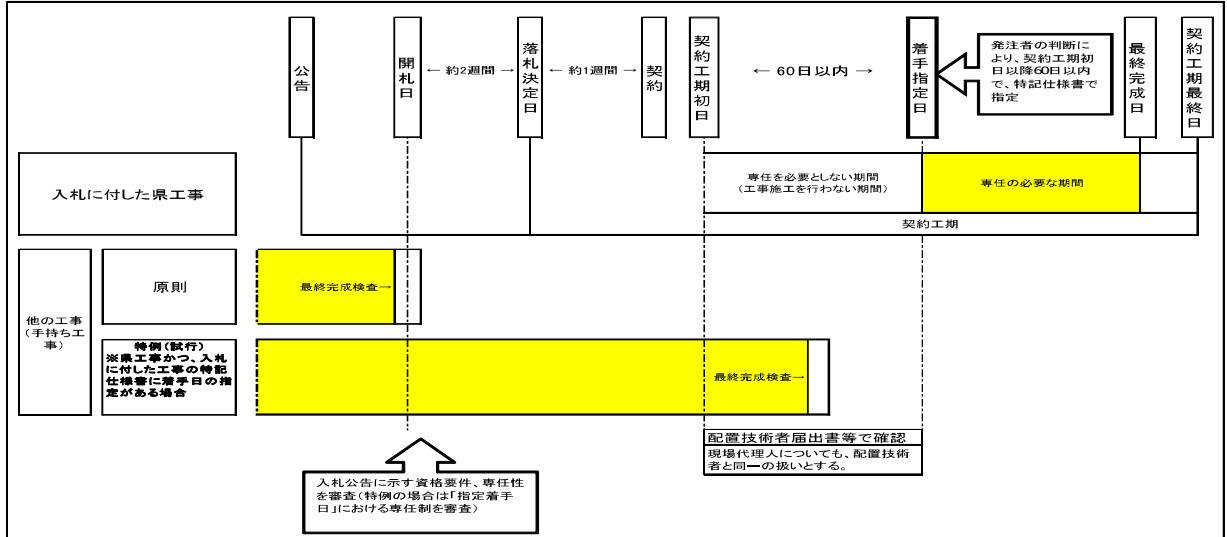 公告
開札日
← 約2週間 →
落札決定日
← 約1週間 →
契約
契約工期初日
← 60日以内 →
着手指定日
発注者の判断に
より、契約工期初
日以降60日以内
で、特記仕様書で
指定
最終完成日
契約工期最終日
入札に付した県工事
専任を必要としない期間
(工事施工を行わない期間)
専任の必要な期間
契約工期
他の工事
(手持ち工
事)
原則
最終完成検査→
特例(試行)
※県工事かつ、入札
に付した工事の特記
仕様書に着手日の指
定がある場合
最終完成検査→
配置技術者届出書等で確認
現場代理人についても、配置技術
者と同一の扱いとする。
入札公告に示す資格要件、専任性
を審査(特例の場合は「指定着手
日」における専任制を審査)